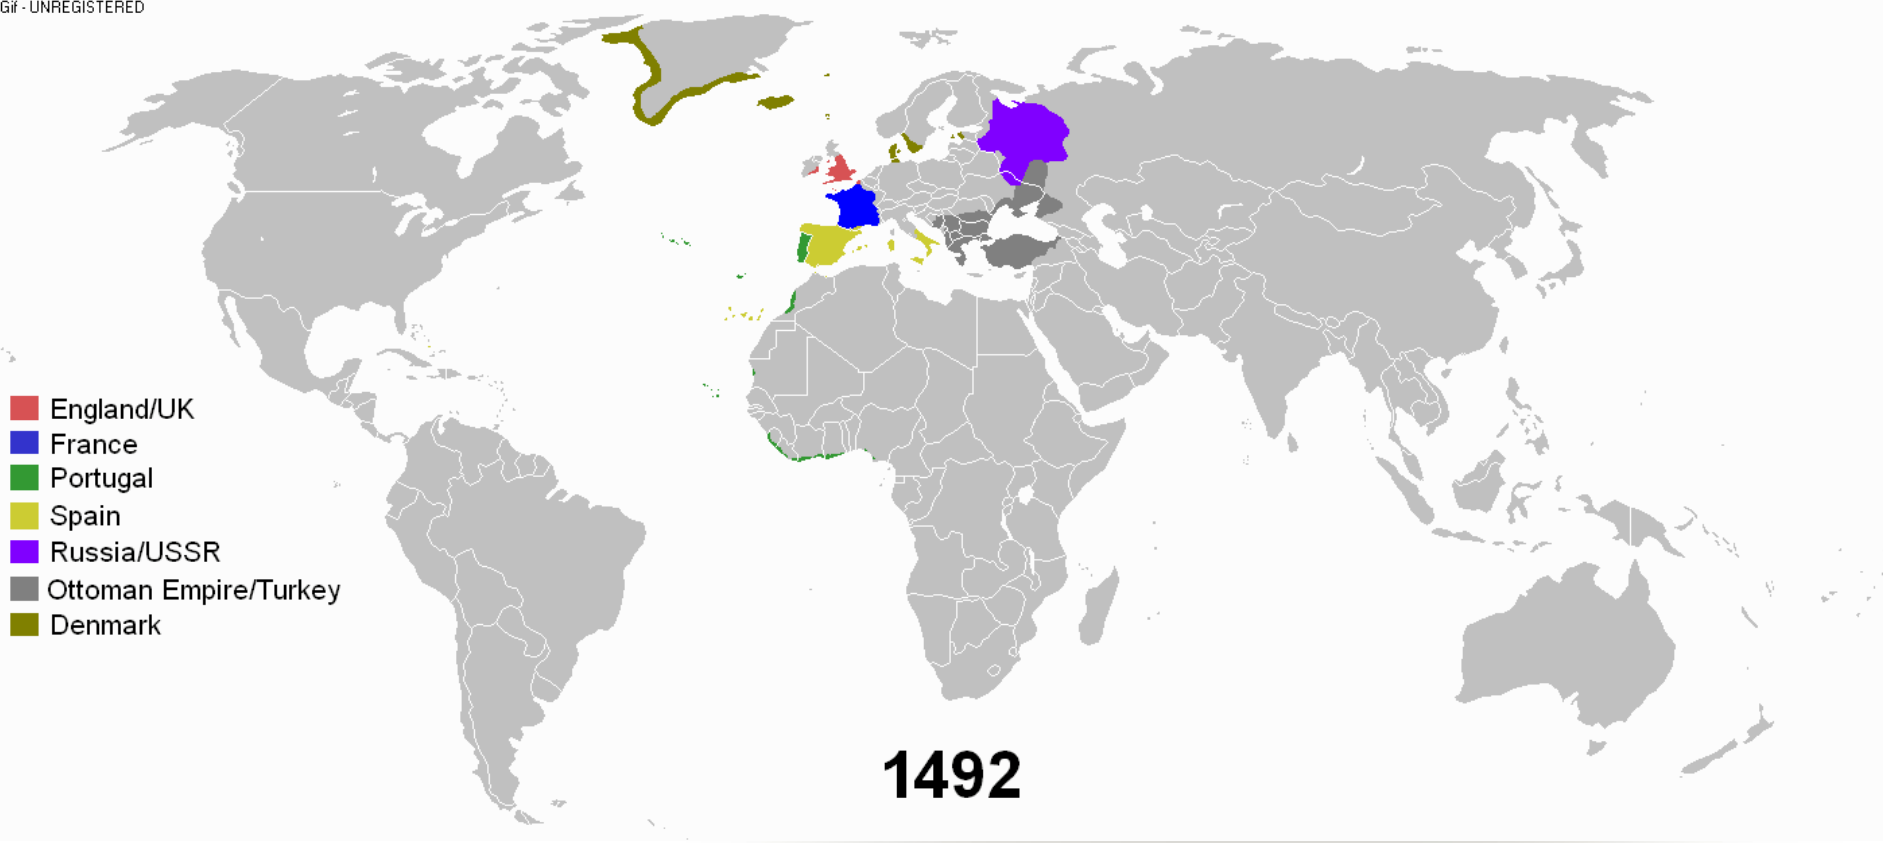 Gif - UNREGISTERED
England/UK
France
Portugal
Spain
Russia/USSR
Ottoman Empire/Turkey
Denmark
1492